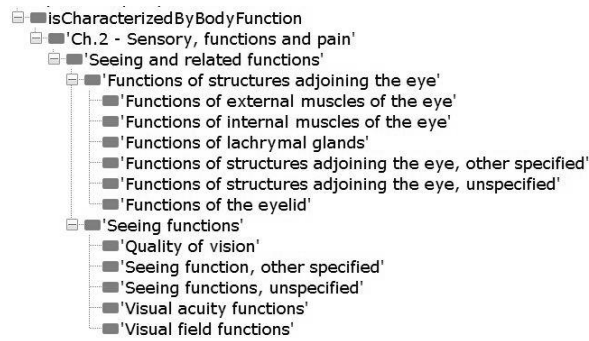 isCharacterizedByBodyFunction
'Ch.2 - Sensory, functions and pain'
'Seeing and related functions'
'Functions of structures adjoining the eye'
'Functions of external muscles of the eye'
'Functions of internal muscles of the eye'
'Functions of lachrymal glands'
'Functions of structures adjoining the eye, other specified'
'Functions of structures adjoining the eye, unspecified'
'Functions of the eyelid'
'Seeing functions'
'Quality of vision'
'Seeing function, other specified'
'Seeing functions, unspecified'
'Visual acuity functions'
'Visual field functions'